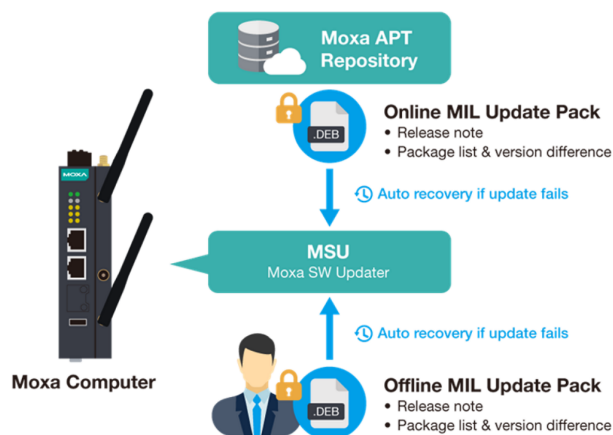 Moxa APT
Repository
.DEB
Online MIL Update Pack
• Release note
• Package list & version difference
Auto recovery if update fails
MOXA
MSU
Moxa SW Updater
Auto recovery if update fails
Moxa Computer
.DEB
Offline MIL Update Pack
• Release note
• Package list & version difference